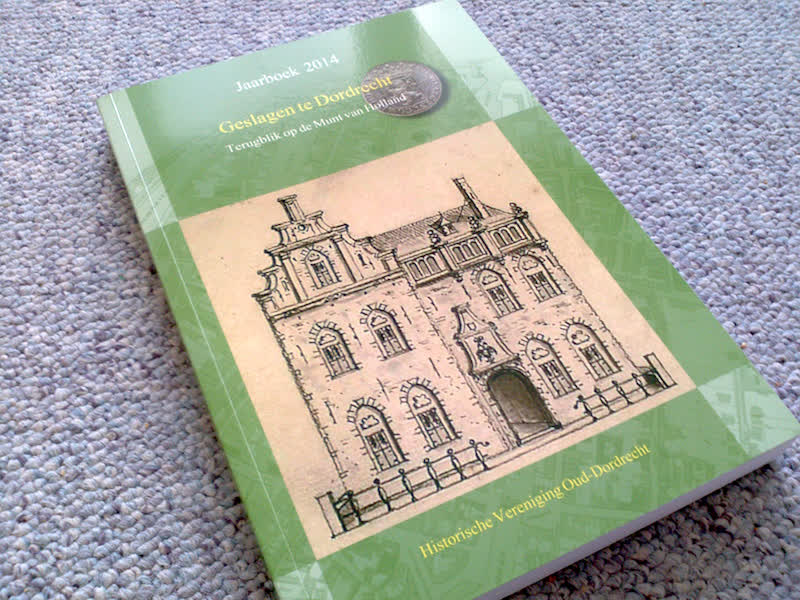 Jaarboek 2014
Geslagen te Dordrecht
Terugblik op de Munt van Holland
Historische Vereniging Oud-Dordrecht